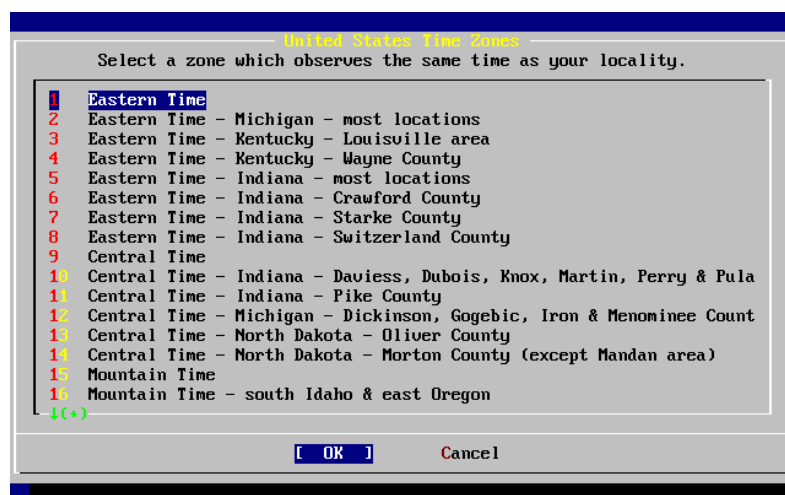 United States Time Zones
Select a zone which observes the same time as your locality.
1 Eastern Time
2 Eastern Time - Michigan - most locations
3 Eastern Time - Kentucky - Louisville area
4 Eastern Time - Kentucky - Wayne County
5 Eastern Time - Indiana - most locations
6 Eastern Time - Indiana - Crawford County
7 Eastern Time - Indiana - Starke County
8 Eastern Time - Indiana - Switzerland County
9 Central Time
10 Central Time - Indiana - Daviess, Dubois, Knox, Martin, Perry & Pula
11 Central Time - Indiana - Pike County
12 Central Time - Michigan - Dickinson, Gogebic, Iron & Menominee Count
13 Central Time - North Dakota - Oliver County
14 Central Time - North Dakota - Morton County (except Mandan area)
15 Mountain Time
16 Mountain Time - south Idaho & east Oregon
↓(+)
[ OK ] Cancel